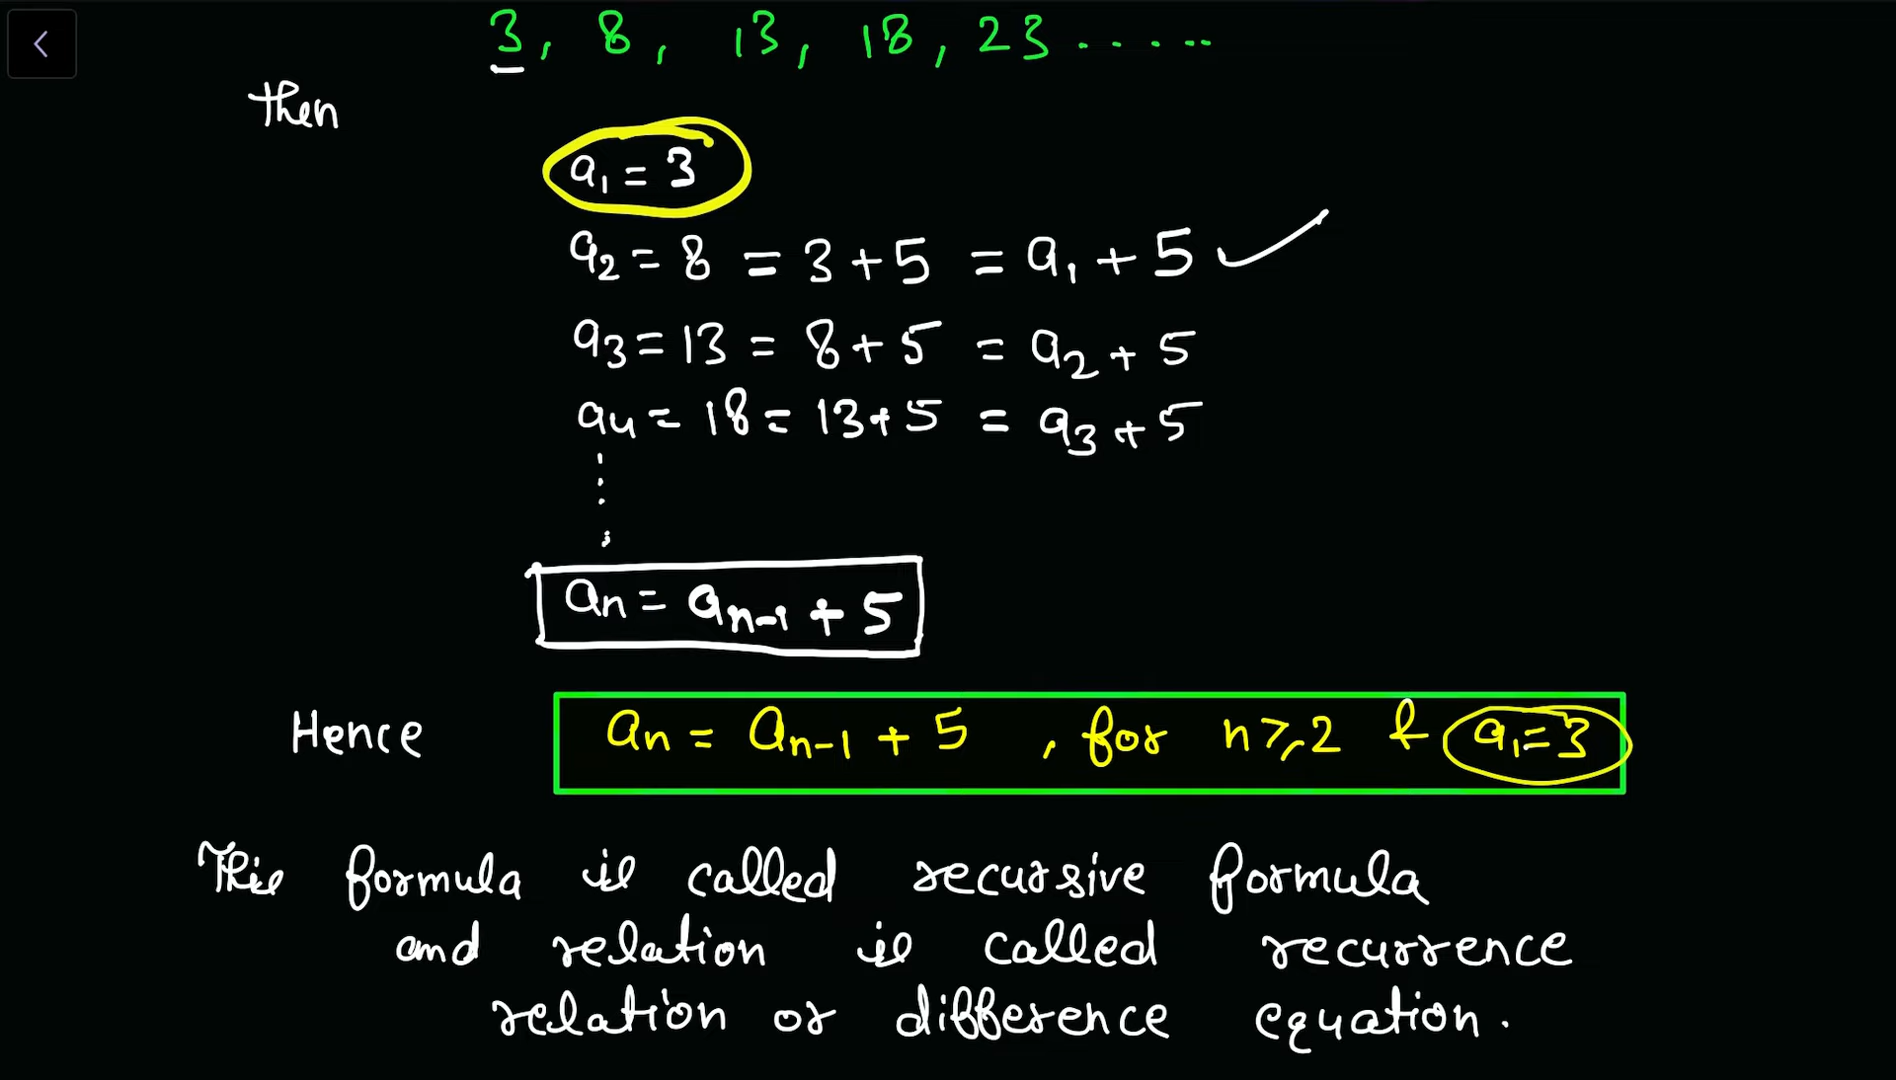 3, 8, 13, 18, 23 .....
then
a₁ = 3
a₂ = 8 = 3 + 5 = a₁ + 5 ✓
a₃ = 13 = 8 + 5 = a₂ + 5
a₄ = 18 = 13 + 5 = a₃ + 5
aₙ = aₙ₋₁ + 5
Hence aₙ = aₙ₋₁ + 5 , for n ≥ 2 & a₁ = 3
This formula is called recursive formula
and relation is called recurrence
relation or difference equation.